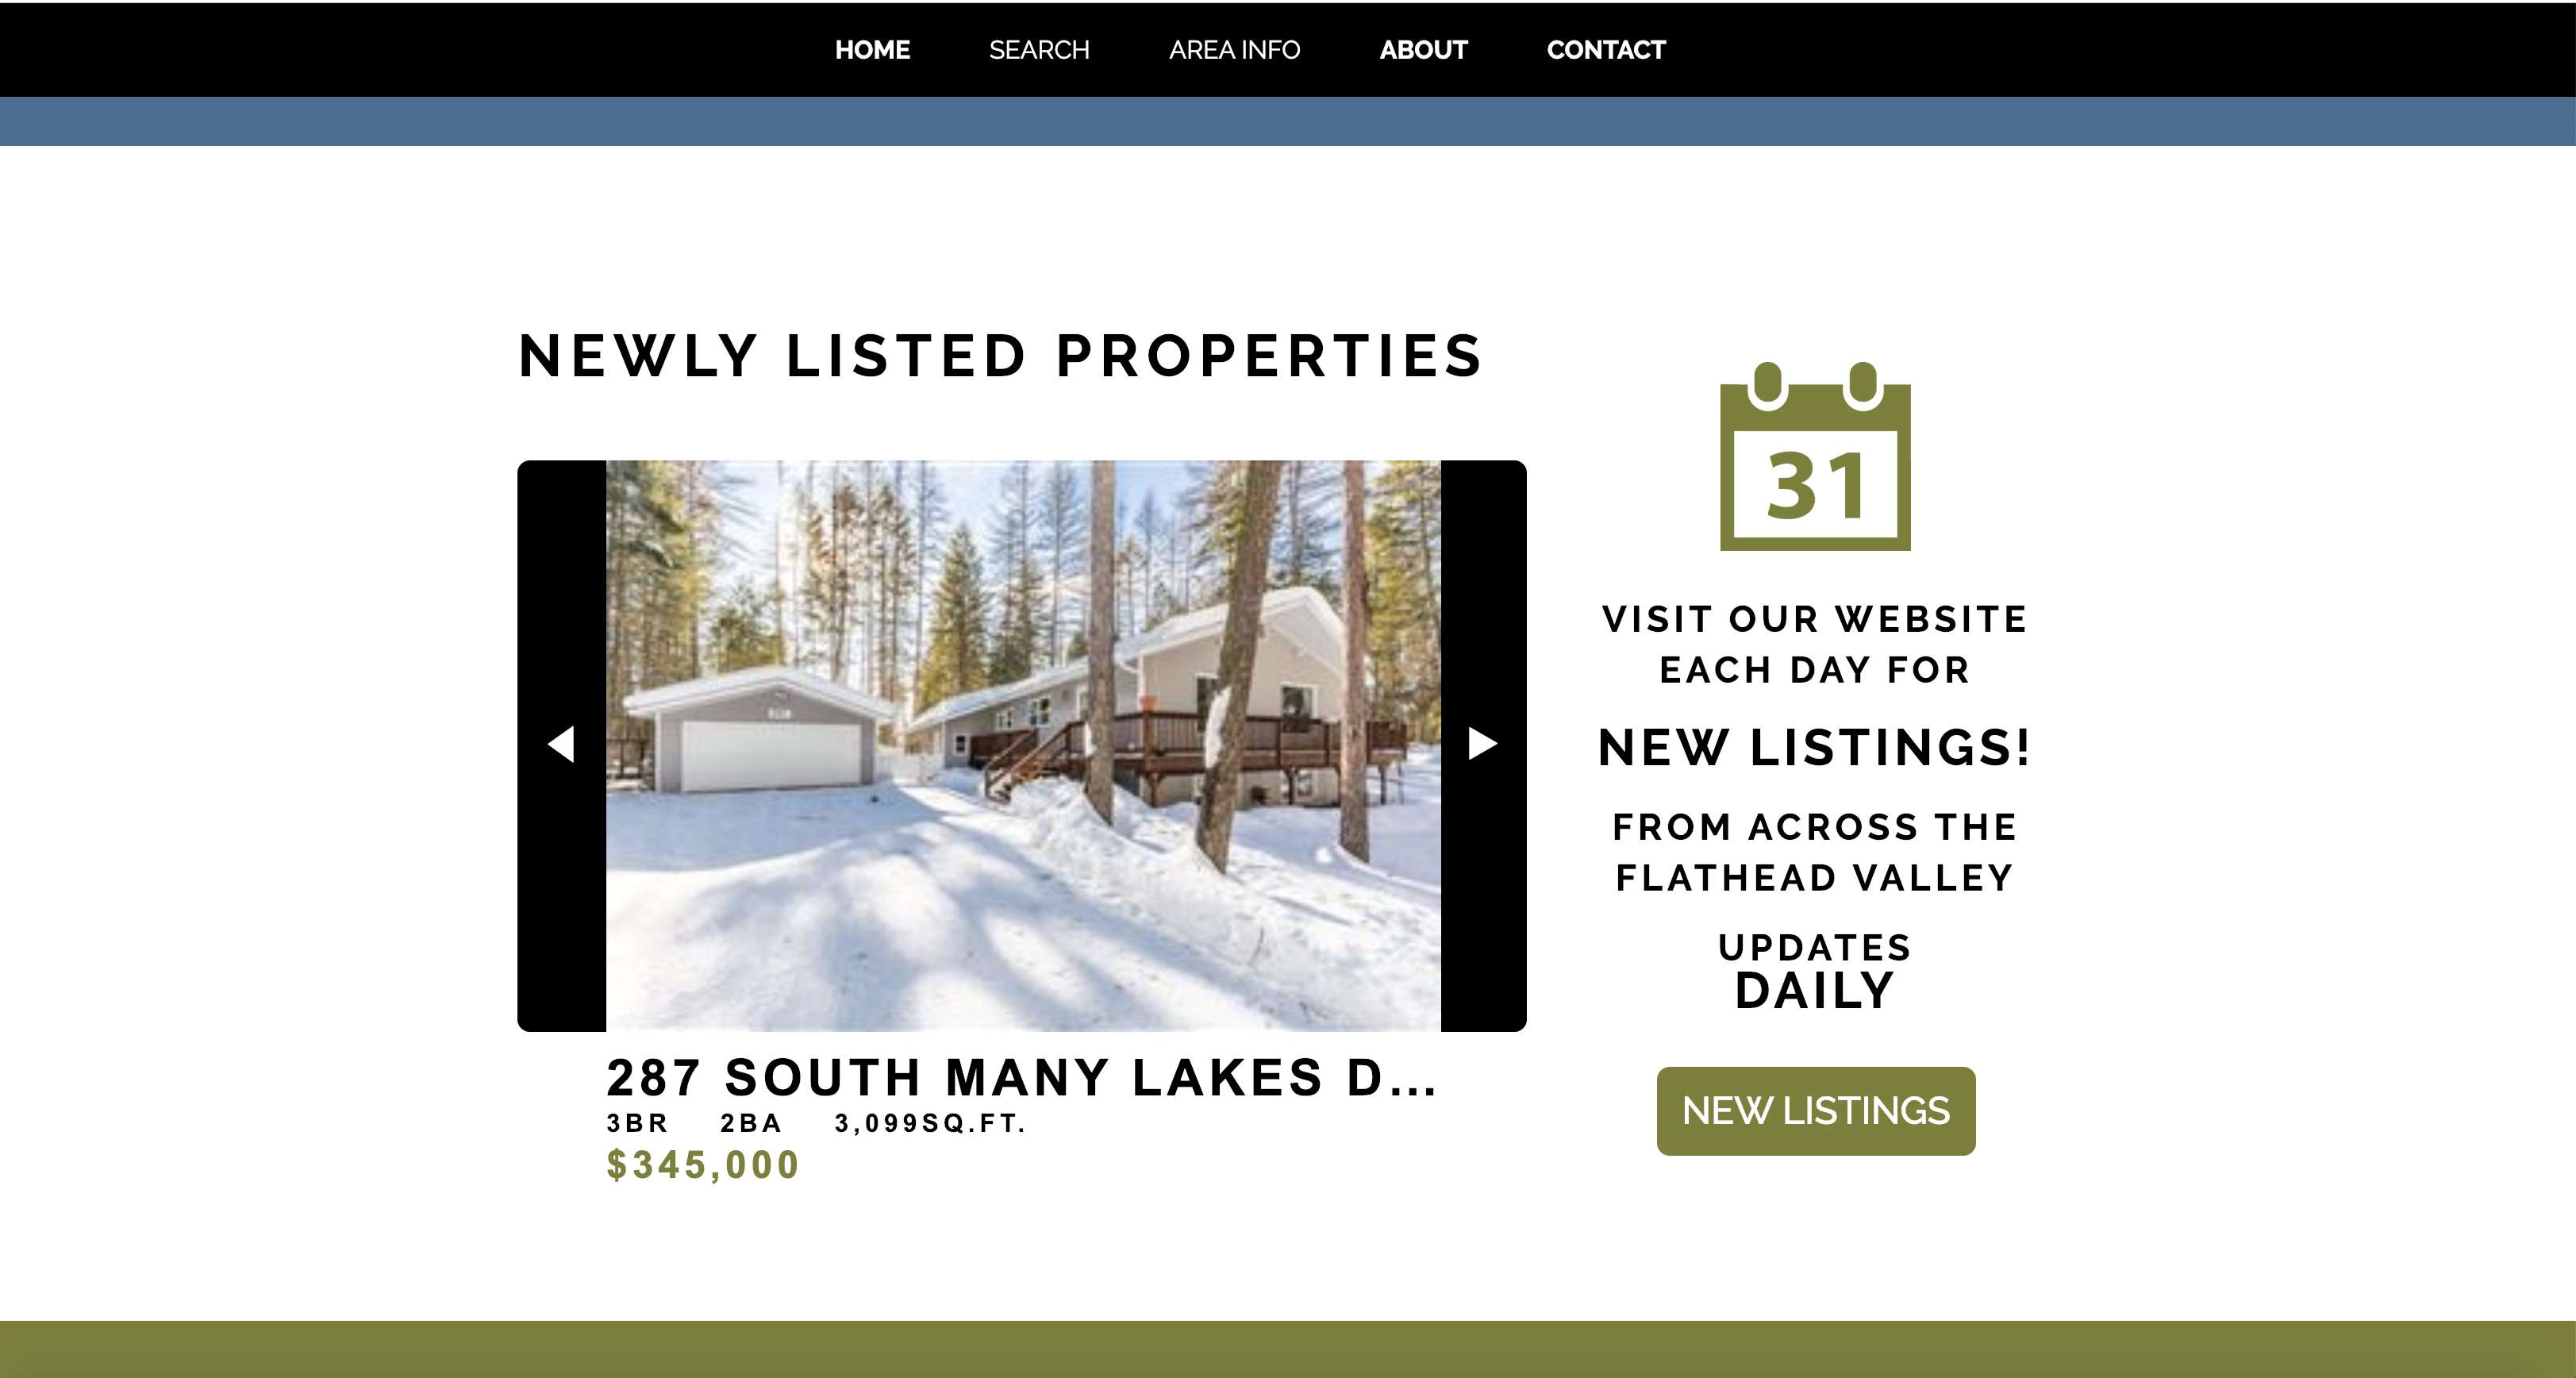 HOME SEARCH AREA INFO ABOUT CONTACT
NEWLY LISTED PROPERTIES
31
VISIT OUR WEBSITE
EACH DAY FOR
NEW LISTINGS!
FROM ACROSS THE
FLATHEAD VALLEY
UPDATES
DAILY
NEW LISTINGS
287 SOUTH MANY LAKES D...
3BR 2BA 3,099SQ.FT.
$345,000